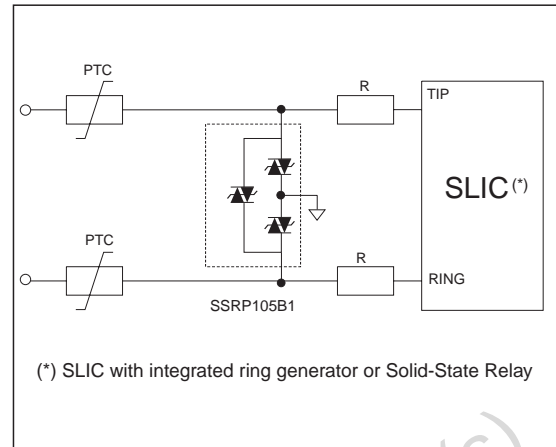 PTC
R
TIP
SLIC(*)
PTC
R
RING
SSRP105B1
(*) SLIC with integrated ring generator or Solid-State Relay